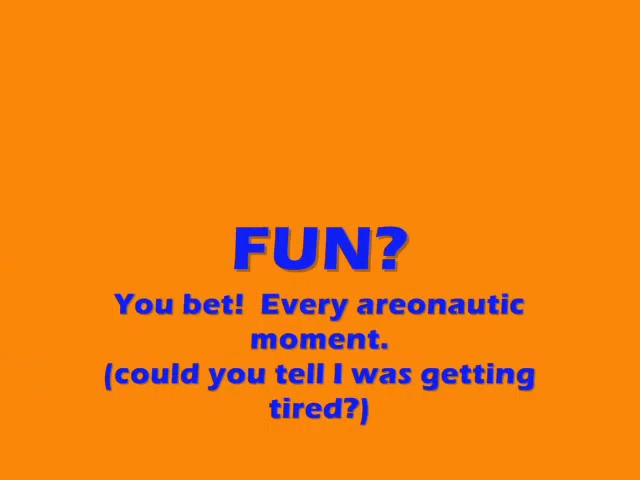 FUN?
You bet!  Every areonautic
moment.
(could you tell I was getting
tired?)